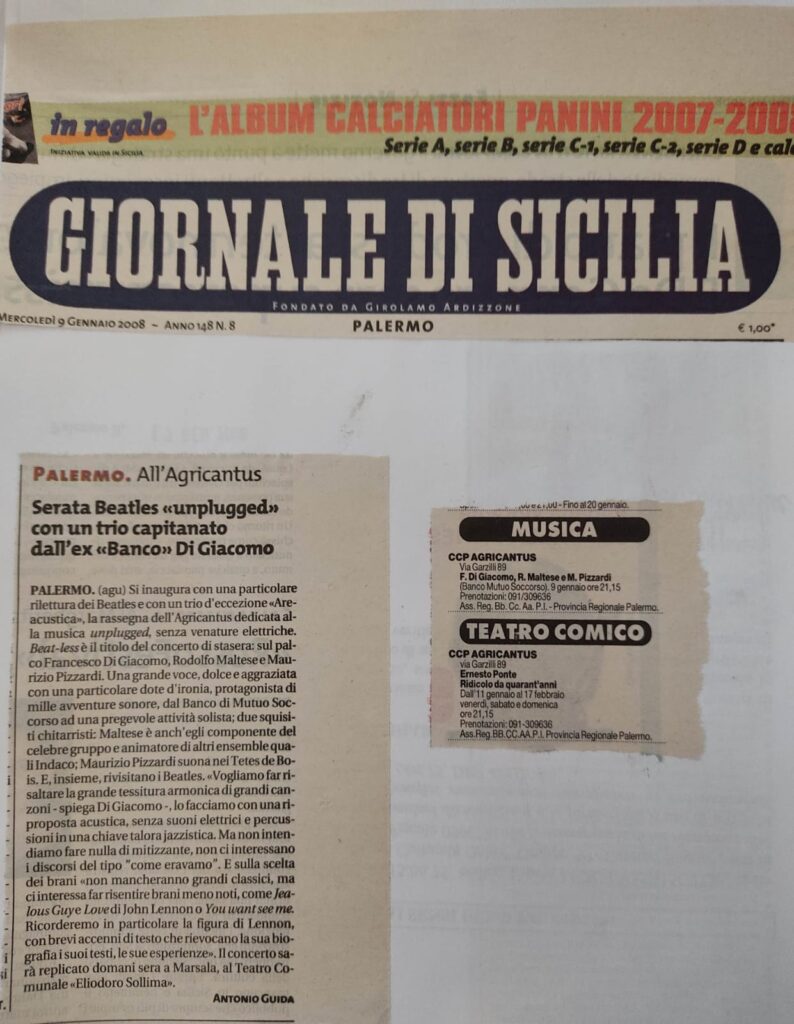 in regalo
L'ALBUM CALCIATORI PANINI 2007-200
INIZIATIVA VALIDA IN SICILIA
Serie A, serie B, serie C-1, serie C-2, serie D e calc
GIORNALE DI SICILIA
FONDATO DA GIROLAMO ARDIZZONE
MERCOLEDÌ 9 GENNAIO 2008 ~ ANNO 148 N. 8
PALERMO
€ 1,00*
PALERMO. All'Agricantus
Serata Beatles «unplugged»
con un trio capitanato
dall'ex «Banco» Di Giacomo
PALERMO. (agu) Si inaugura con una particolare
rilettura dei Beatles e con un trio d'eccezione «Are-
acustica», la rassegna dell'Agricantus dedicata al-
la musica unplugged, senza venature elettriche.
Beat-less è il titolo del concerto di stasera: sul pal-
co Francesco Di Giacomo, Rodolfo Maltese e Mau-
rizio Pizzardi. Una grande voce, dolce e aggraziata
con una particolare dote d'ironia, protagonista di
mille avventure sonore, dal Banco di Mutuo Soc-
corso ad una pregevole attività solista; due squisi-
ti chitarristi: Maltese è anch'egli componente del
celebre gruppo e animatore di altri ensemble qua-
li Indaco; Maurizio Pizzardi suona nei Tetes de Bo-
is. E, insieme, rivisitano i Beatles. «Vogliamo far ri-
saltare la grande tessitura armonica di grandi can-
zoni - spiega Di Giacomo -, lo facciamo con una ri-
proposta acustica, senza suoni elettrici e percus-
sioni in una chiave talora jazzistica. Ma non inten-
diamo fare nulla di mitizzante, non ci interessano
i discorsi del tipo "come eravamo". E sulla scelta
dei brani «non mancheranno grandi classici, ma
ci interessa far risentire brani meno noti, come Jea-
lous Guy e Love di John Lennon o You want see me.
Ricorderemo in particolare la figura di Lennon,
con brevi accenni di testo che rievocano la sua bio-
grafia i suoi testi, le sue esperienze». Il concerto sa-
rà replicato domani sera a Marsala, al Teatro Co-
munale «Eliodoro Sollima».
ANTONIO GUIDA
e 21,00 - Fino al 20 gennaio.
MUSICA
CCP AGRICANTUS
Via Garzilli 89
F. Di Giacomo, R. Maltese e M. Pizzardi
(Banco Mutuo Soccorso). 9 gennaio ore 21,15
Prenotazioni: 091/309636
Ass. Reg. Bb. Cc. Aa. P.I. - Provincia Regionale Palermo.
TEATRO COMICO
CCP AGRICANTUS
via Garzilli 89
Ernesto Ponte
Ridicolo da quarant'anni
Dall'11 gennaio al 17 febbraio
venerdì, sabato e domenica
ore 21,15
Prenotazioni: 091-309636
Ass.Reg.BB.CC.AA.P.I. Provincia Regionale Palermo.